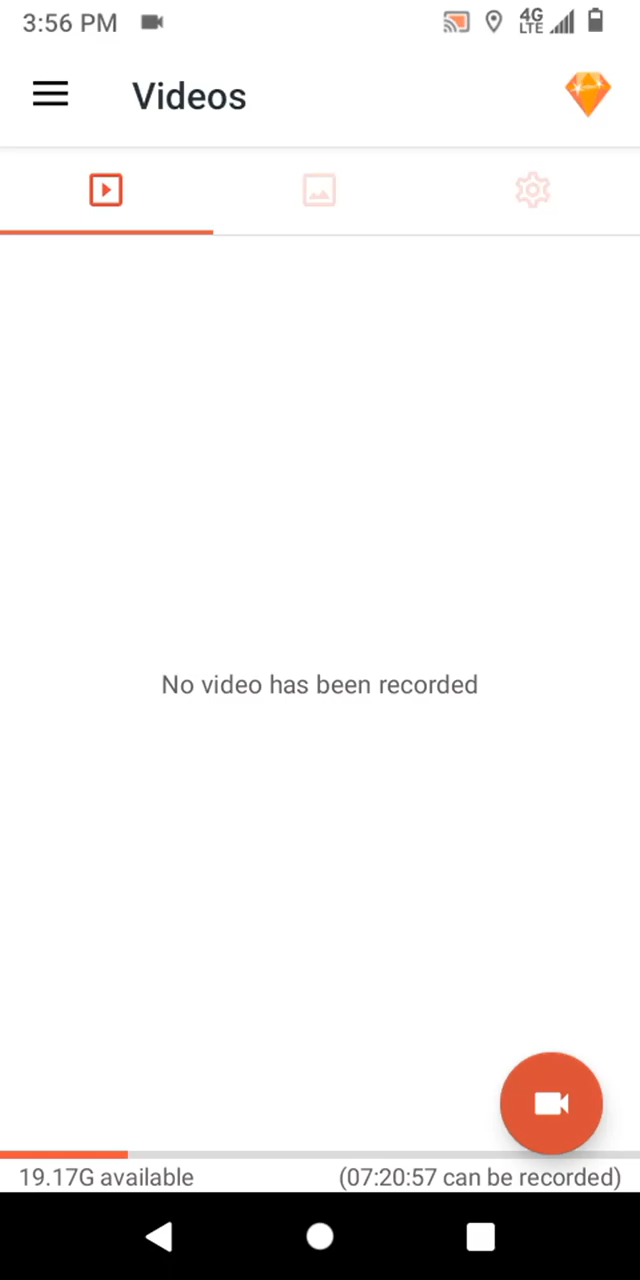 3:56 PM
4G
LTE
Videos
No video has been recorded
19.17G available
(07:20:57 can be recorded)